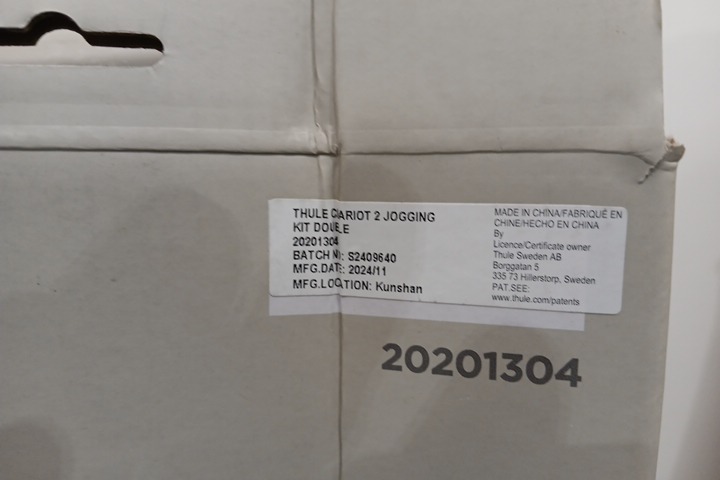 THULE CARIOT 2 JOGGING
KIT DOUBLE
20201304
BATCH N: S2409640
MFG.DATE: 2024/11
MFG.LOCATION: Kunshan
MADE IN CHINA/FABRIQUÉ EN
CHINE/HECHO EN CHINA
By
Licence/Certificate owner
Thule Sweden AB
Borggatan 5
335 73 Hillerstorp, Sweden
PAT.SEE:
www.thule.com/patents
20201304